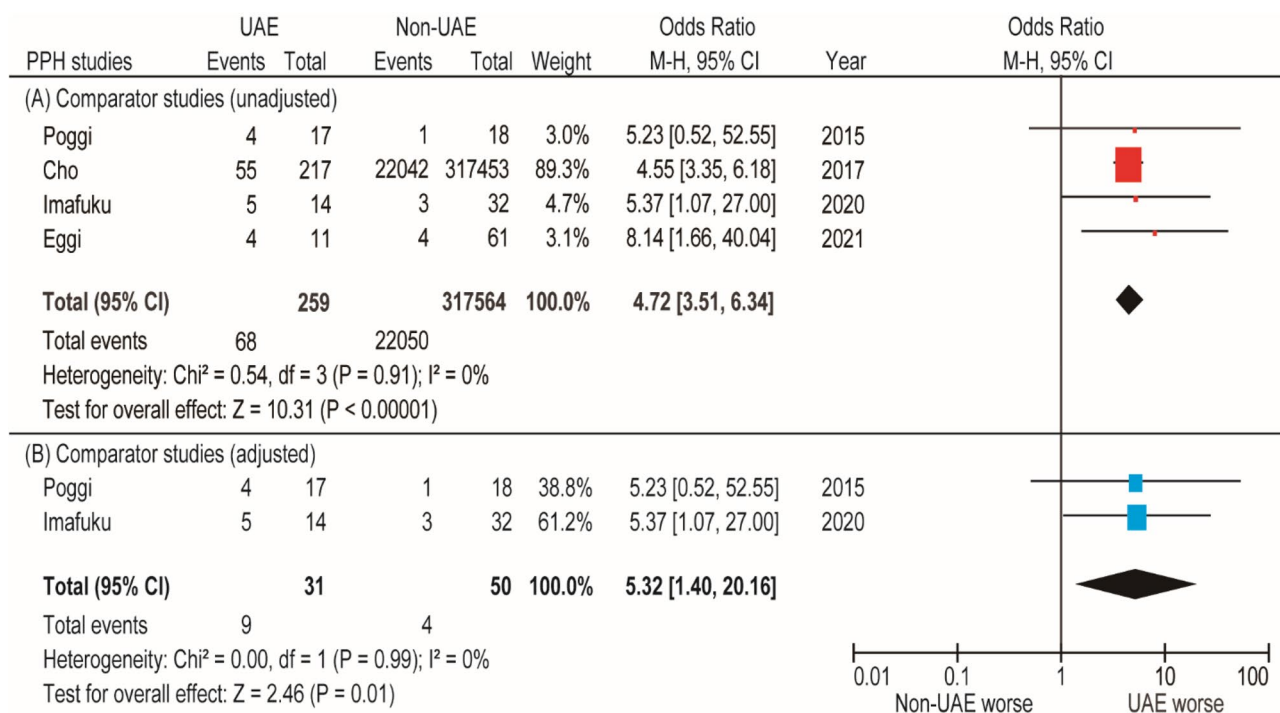 UAE Non-UAE Odds Ratio Odds Ratio
PPH studies Events Total Events Total Weight M-H, 95% CI Year M-H, 95% CI
(A) Comparator studies (unadjusted)
Poggi 4 17 1 18 3.0% 5.23 [0.52, 52.55] 2015
Cho 55 217 22042 317453 89.3% 4.55 [3.35, 6.18] 2017
Imafuku 5 14 3 32 4.7% 5.37 [1.07, 27.00] 2020
Eggi 4 11 4 61 3.1% 8.14 [1.66, 40.04] 2021
Total (95% CI) 259 317564 100.0% 4.72 [3.51, 6.34]
Total events 68 22050
Heterogeneity: Chi² = 0.54, df = 3 (P = 0.91); I² = 0%
Test for overall effect: Z = 10.31 (P < 0.00001)
(B) Comparator studies (adjusted)
Poggi 4 17 1 18 38.8% 5.23 [0.52, 52.55] 2015
Imafuku 5 14 3 32 61.2% 5.37 [1.07, 27.00] 2020
Total (95% CI) 31 50 100.0% 5.32 [1.40, 20.16]
Total events 9 4
Heterogeneity: Chi² = 0.00, df = 1 (P = 0.99); I² = 0%
Test for overall effect: Z = 2.46 (P = 0.01)
0.01 0.1 1 10 100
Non-UAE worse UAE worse